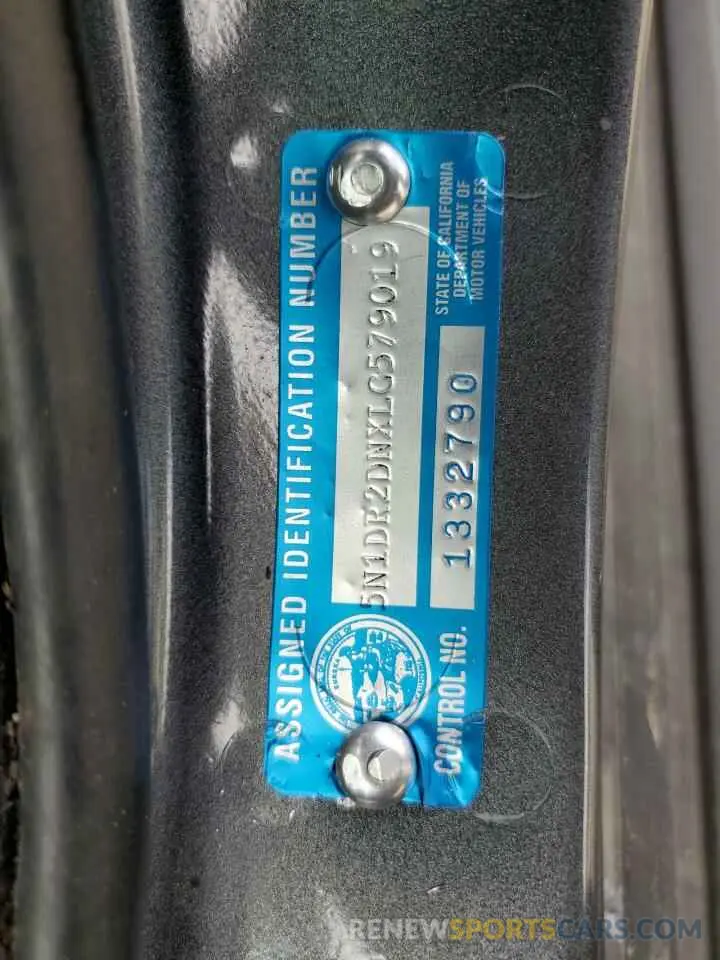 ASSIGNED IDENTIFICATION NUMBER
5N1DR2DNXLC579019
STATE OF CALIFORNIA
DEPARTMENT OF
MOTOR VEHICLES
CONTROL NO.
1332790
RENEWSPORTSCARS.COM